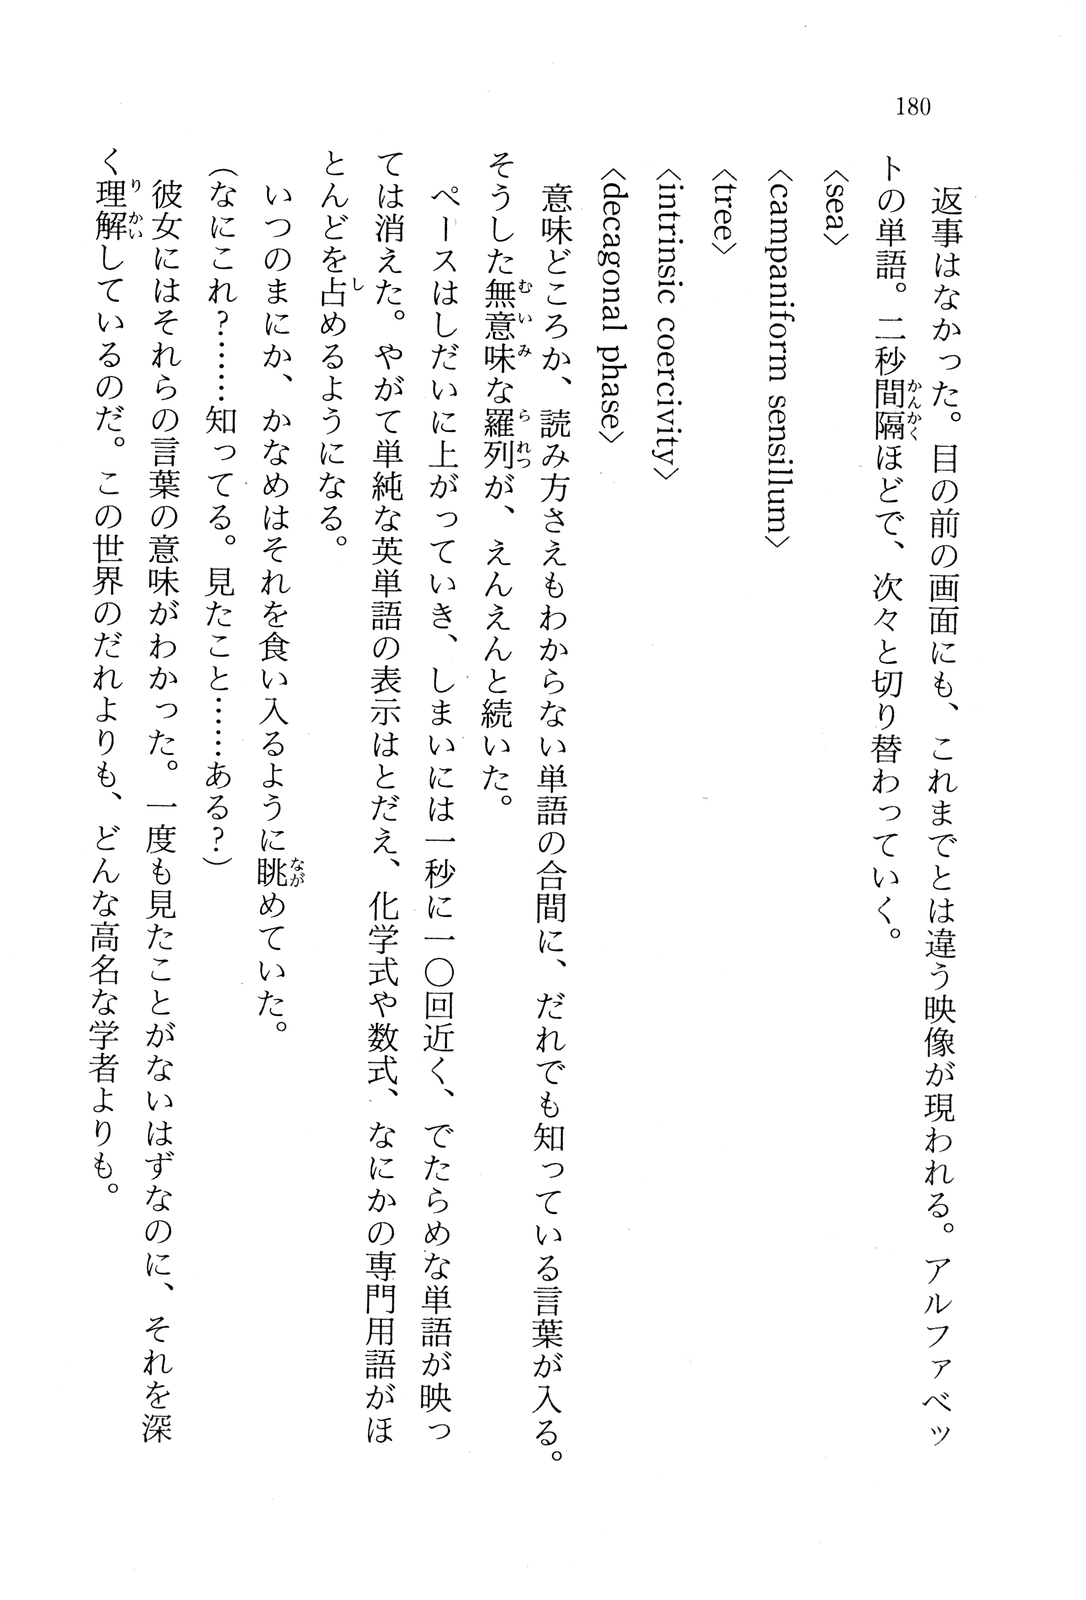 180
返事はなかった。目の前の画面にも、これまでとは違う映像が現われる。アルファベッ
トの単語。二秒間隔ほどで、次々と切り替わっていく。
〈sea〉
〈campaniform sensillum〉
〈tree〉
〈intrinsic coercivity〉
〈decagonal phase〉
意味どころか、読み方さえもわからない単語の合間に、だれでも知っている言葉が入る。
そうした無意味な羅列が、えんえんと続いた。
ペースはしだいに上がっていき、しまいには一秒に一〇回近く、でたらめな単語が映っ
ては消えた。やがて単純な英単語の表示はとだえ、化学式や数式、なにかの専門用語がほ
とんどを占めるようになる。
いつのまにか、かなめはそれを食い入るように眺めていた。
(なにこれ?………知ってる。見たこと……ある?)
彼女にはそれらの言葉の意味がわかった。一度も見たことがないはずなのに、それを深
く理解しているのだ。この世界のだれよりも、どんな高名な学者よりも。